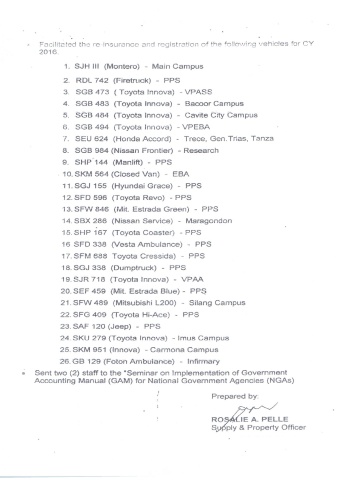 - Facilitated the re-insurance and registration of the following vehicles for CY
2016.
1. SJH III (Montero) - Main Campus
2. RDL 742 (Firetruck) - PPS
3. SGB 473 ( Toyota Innova) - VPASS
4. SGB 483 (Toyota Innova) - Bacoor Campus
5. SGB 484 (Toyota Innova) - Cavite City Campus
6. SGB 494 (Toyota Innova) - VPEBA
7. SEU 624 (Honda Accord) - Trece, Gen.Trias, Tanza
8. SGB 984 (Nissan Frontier) - Research
9. SHP 144 (Manlift) - PPS
10. SKM 564 (Closed Van) - EBA
11. SGJ 155 (Hyundai Grace) - PPS
12. SFD 596 (Toyota Revo) - PPS
13. SFW 846 (Mit. Estrada Green) - PPS
14. SBX 286 (Nissan Service) - Maragondon
15. SHP 167 (Toyota Coaster) - PPS
16 SFD 338 (Vesta Ambulance) - PPS
17. SFM 688 Toyota Cressida) - PPS
18. SGJ 338 (Dumptruck) - PPS
19. SJR 718 (Toyota Innova) - VPAA
20. SEF 459 (Mit. Estrada Blue) - PPS
21. SFW 489 (Mitsubishi L200) - Silang Campus
22. SFG 409 (Toyota Hi-Ace) - PPS
23. SAF 120 (Jeep) - PPS
24. SKU 279 (Toyota Innova) - Imus Campus
25. SKM 951 (Innova) - Carmona Campus
26. GB 129 (Foton Ambulance) - Infirmary
Sent two (2) staff to the "Seminar on Implementation of Government
Accounting Manual (GAM) for National Government Agencies (NGAs)
Prepared by:
ROSALIE A. PELLE
Supply & Property Officer